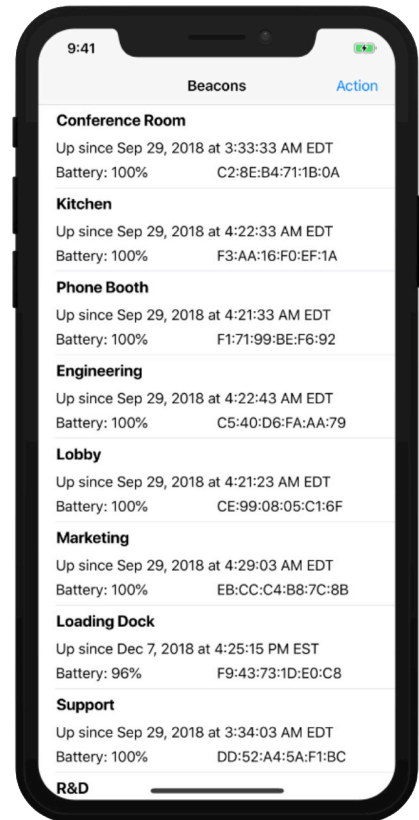 9:41
Beacons Action
Conference Room
Up since Sep 29, 2018 at 3:33:33 AM EDT
Battery: 100% C2:8E:B4:71:1B:0A
Kitchen
Up since Sep 29, 2018 at 4:22:33 AM EDT
Battery: 100% F3:AA:16:F0:EF:1A
Phone Booth
Up since Sep 29, 2018 at 4:21:33 AM EDT
Battery: 100% F1:71:99:BE:F6:92
Engineering
Up since Sep 29, 2018 at 4:22:43 AM EDT
Battery: 100% C5:40:D6:FA:AA:79
Lobby
Up since Sep 29, 2018 at 4:21:23 AM EDT
Battery: 100% CE:99:08:05:C1:6F
Marketing
Up since Sep 29, 2018 at 4:29:03 AM EDT
Battery: 100% EB:CC:C4:B8:7C:8B
Loading Dock
Up since Dec 7, 2018 at 4:25:15 PM EST
Battery: 96% F9:43:73:1D:E0:C8
Support
Up since Sep 29, 2018 at 3:34:03 AM EDT
Battery: 100% DD:52:A4:5A:F1:BC
R&D